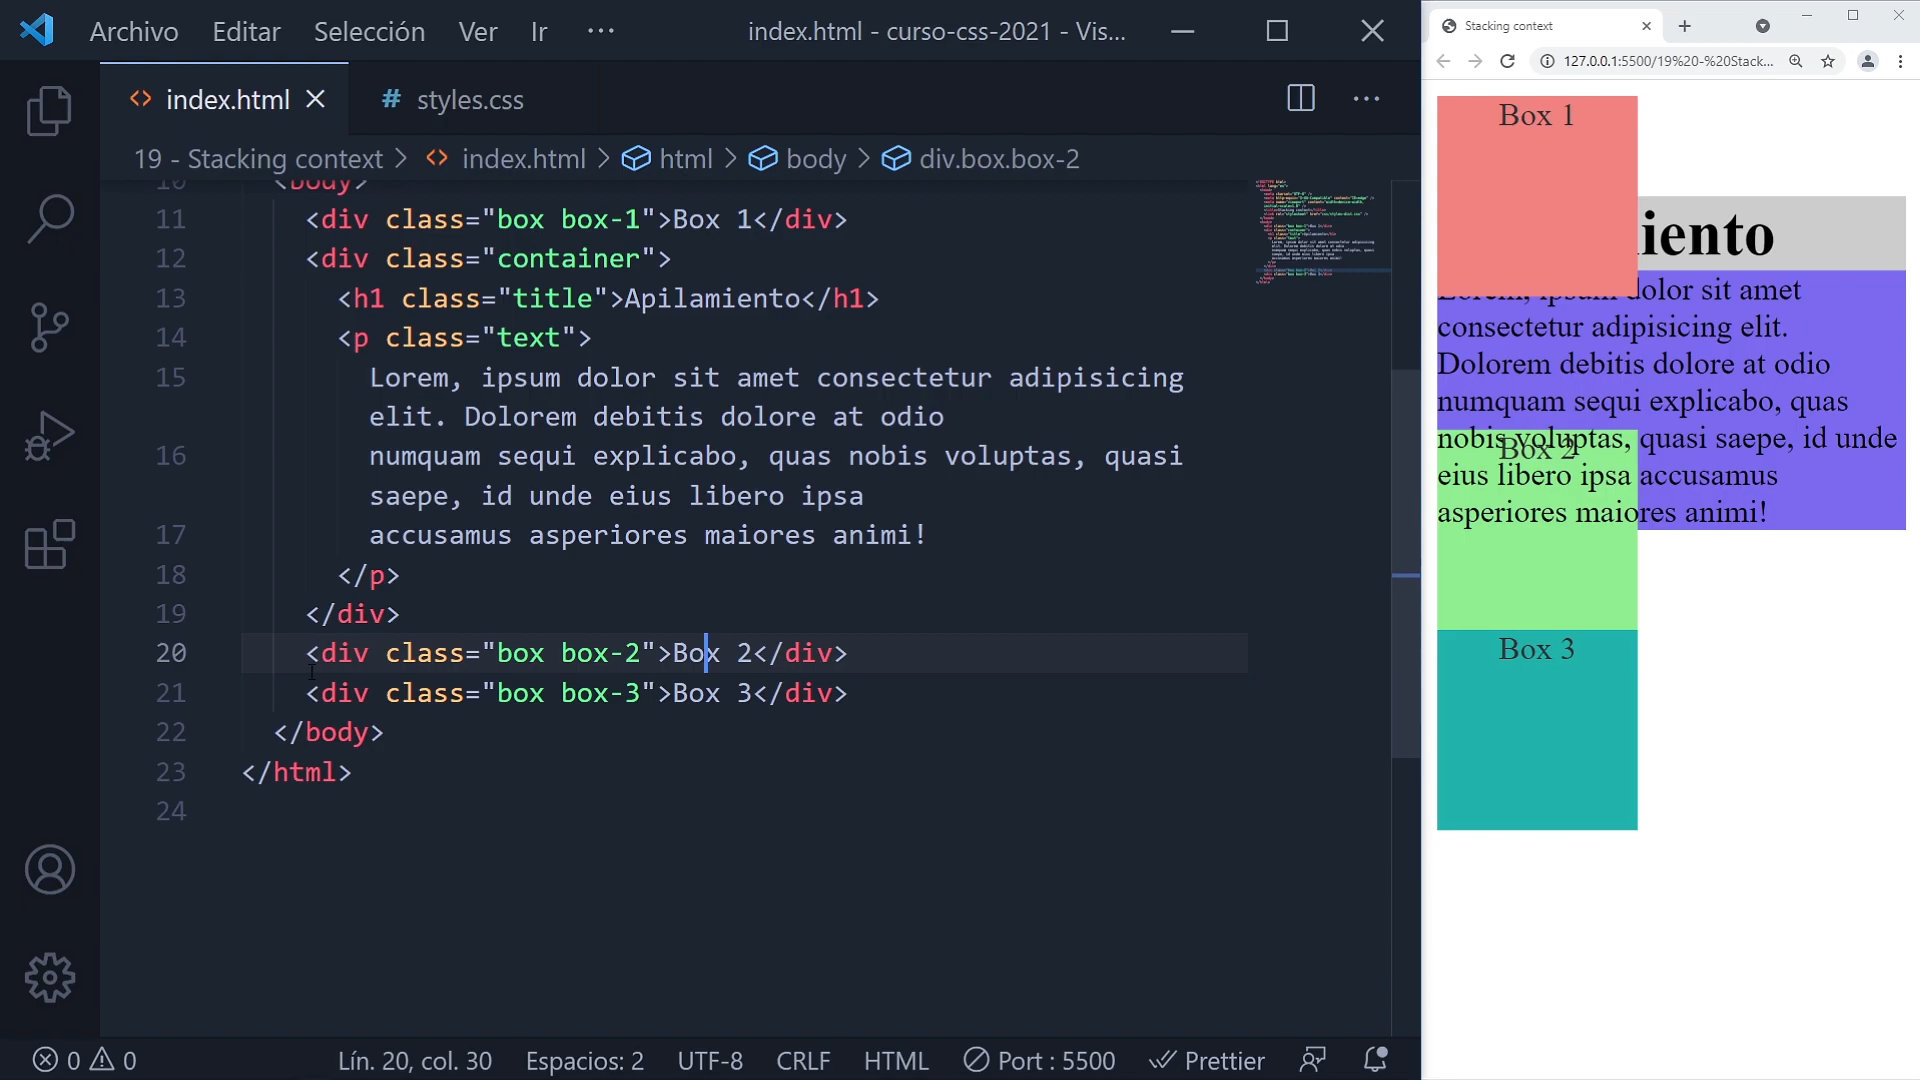 Archivo Editar Selección Ver Ir ··· index.html - curso-css-2021 - Vis...
index.html
# styles.css
19 - Stacking context > index.html > html > body > div.box.box-2
10 <body>
11 <div class="box box-1">Box 1</div>
12 <div class="container">
13 <h1 class="title">Apilamiento</h1>
14 <p class="text">
15 Lorem, ipsum dolor sit amet consectetur adipisicing
elit. Dolorem debitis dolore at odio
16 numquam sequi explicabo, quas nobis voluptas, quasi
saepe, id unde eius libero ipsa
17 accusamus asperiores maiores animi!
18 </p>
19 </div>
20 <div class="box box-2">Box 2</div>
21 <div class="box box-3">Box 3</div>
22 </body>
23 </html>
24
0 0 Lín. 20, col. 30 Espacios: 2 UTF-8 CRLF HTML Port : 5500 Prettier
Stacking context
127.0.0.1:5500/19%20-%20Stack...
Box 1
iento
Lorem, ipsum dolor sit amet
consectetur adipisicing elit.
Dolorem debitis dolore at odio
numquam sequi explicabo, quas
nobis voluptas, quasi saepe, id unde
Box 2
eius libero ipsa accusamus
asperiores maiores animi!
Box 3